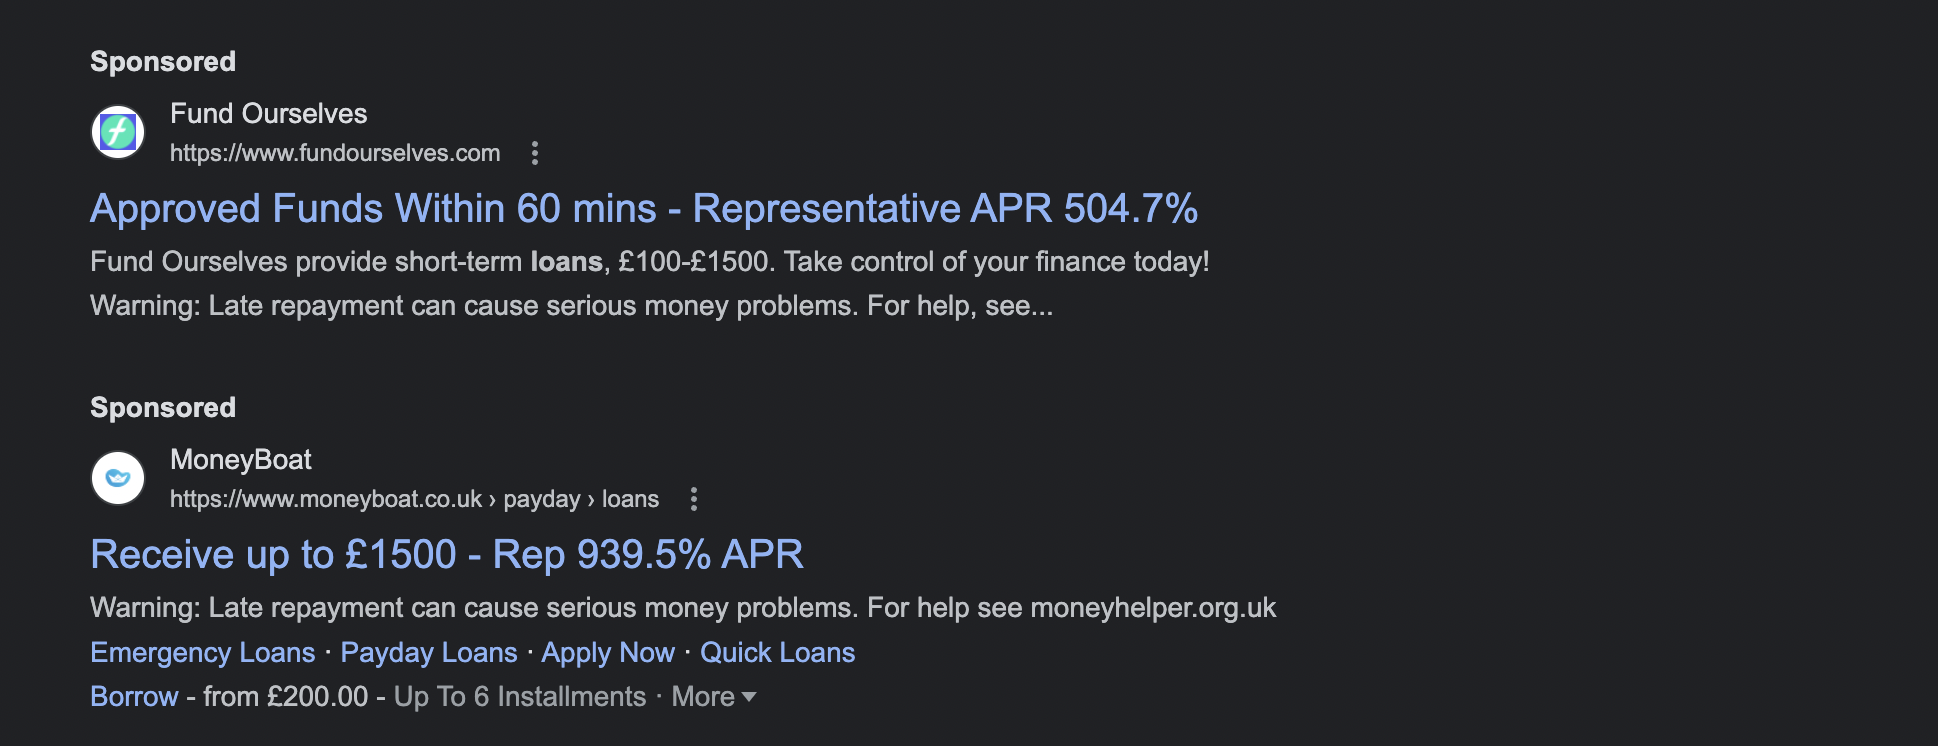 Sponsored
Fund Ourselves
https://www.fundourselves.com
Approved Funds Within 60 mins - Representative APR 504.7%
Fund Ourselves provide short-term loans, £100-£1500. Take control of your finance today!
Warning: Late repayment can cause serious money problems. For help, see...
Sponsored
MoneyBoat
https://www.moneyboat.co.uk › payday › loans
Receive up to £1500 - Rep 939.5% APR
Warning: Late repayment can cause serious money problems. For help see moneyhelper.org.uk
Emergency Loans · Payday Loans · Apply Now · Quick Loans
Borrow - from £200.00 - Up To 6 Installments · More